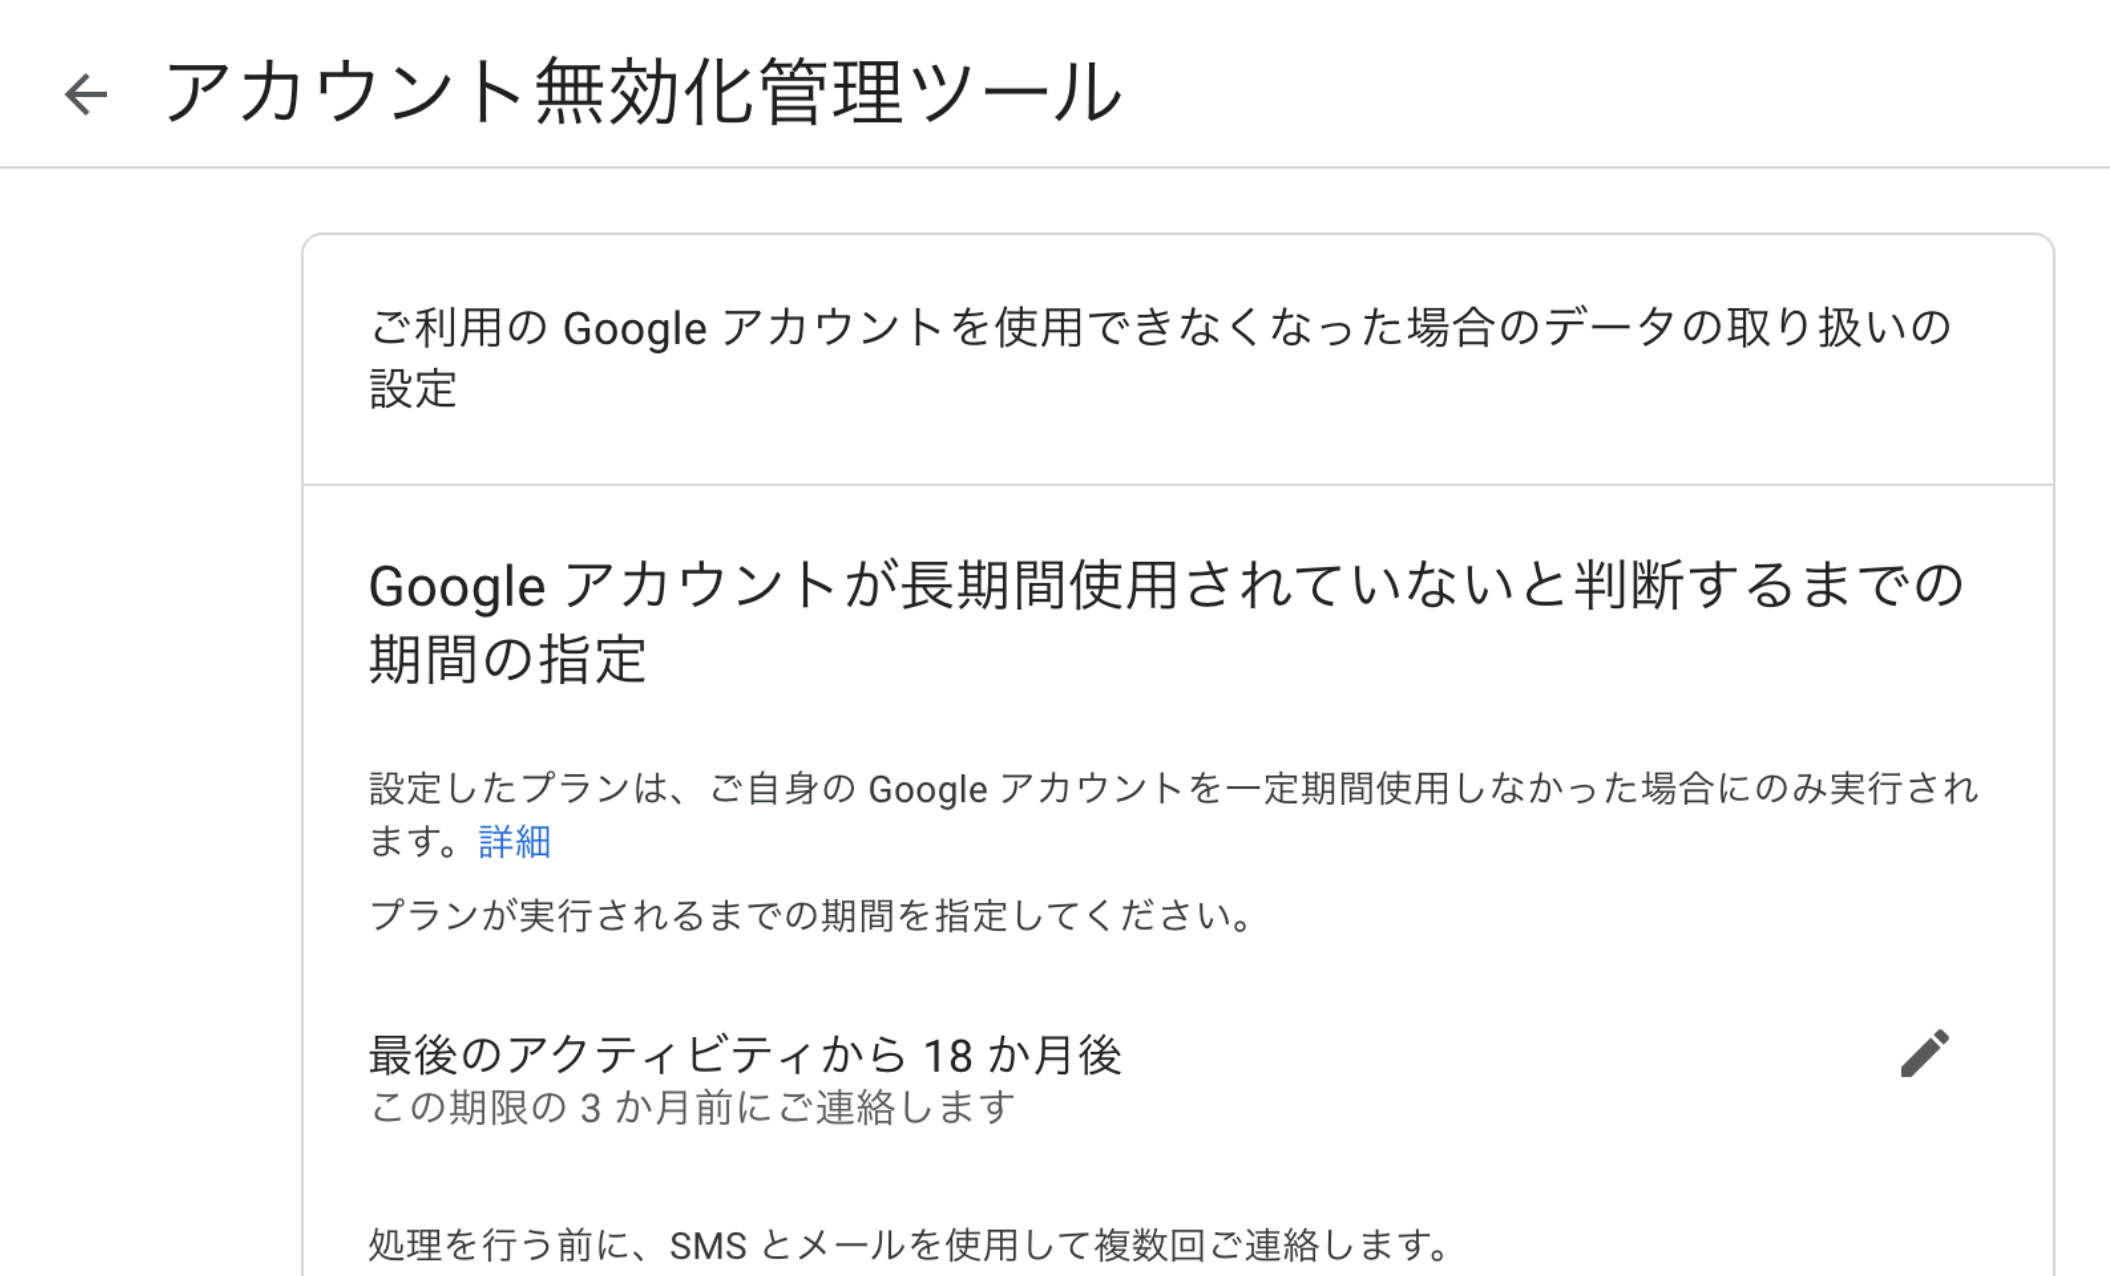 アカウント無効化管理ツール
ご利用の Google アカウントを使用できなくなった場合のデータの取り扱いの
設定
Google アカウントが長期間使用されていないと判断するまでの
期間の指定
設定したプランは、ご自身の Google アカウントを一定期間使用しなかった場合にのみ実行され
ます。詳細
プランが実行されるまでの期間を指定してください。
最後のアクティビティから 18 か月後
この期限の 3 か月前にご連絡します
処理を行う前に、SMS とメールを使用して複数回ご連絡します。